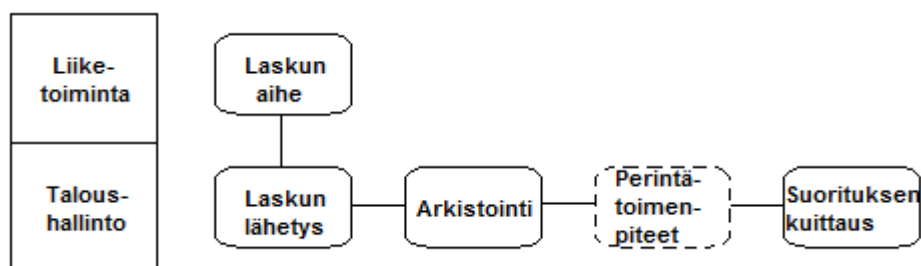 Liike-
toiminta
Laskun
aihe
Talous-
hallinto
Laskun
lähetys
Arkistointi
Perintä-
toimen-
piteet
Suorituksen
kuittaus